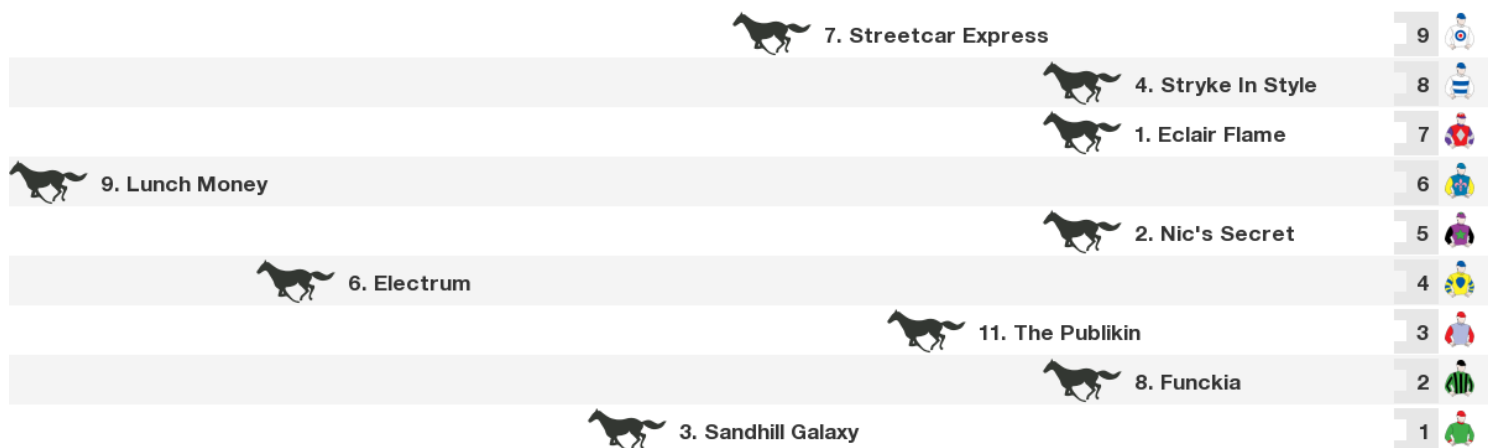 7. Streetcar Express 9
4. Stryke In Style 8
1. Eclair Flame 7
9. Lunch Money 6
2. Nic's Secret 5
6. Electrum 4
11. The Publikin 3
8. Funckia 2
3. Sandhill Galaxy 1